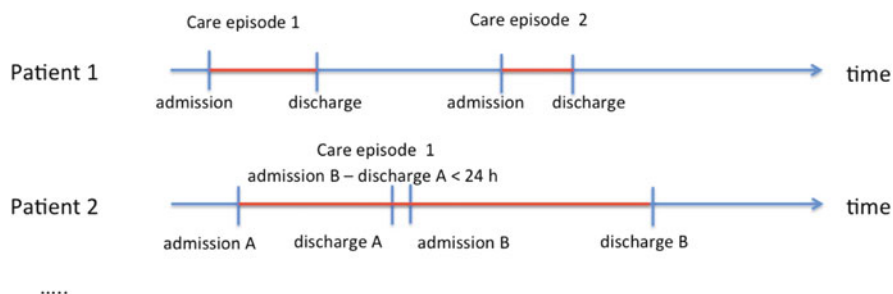 Care episode 1
Care episode 2
Patient 1
time
admission
discharge
admission
discharge
Care episode 1
admission B – discharge A < 24 h
Patient 2
time
admission A
discharge A
admission B
discharge B
.....